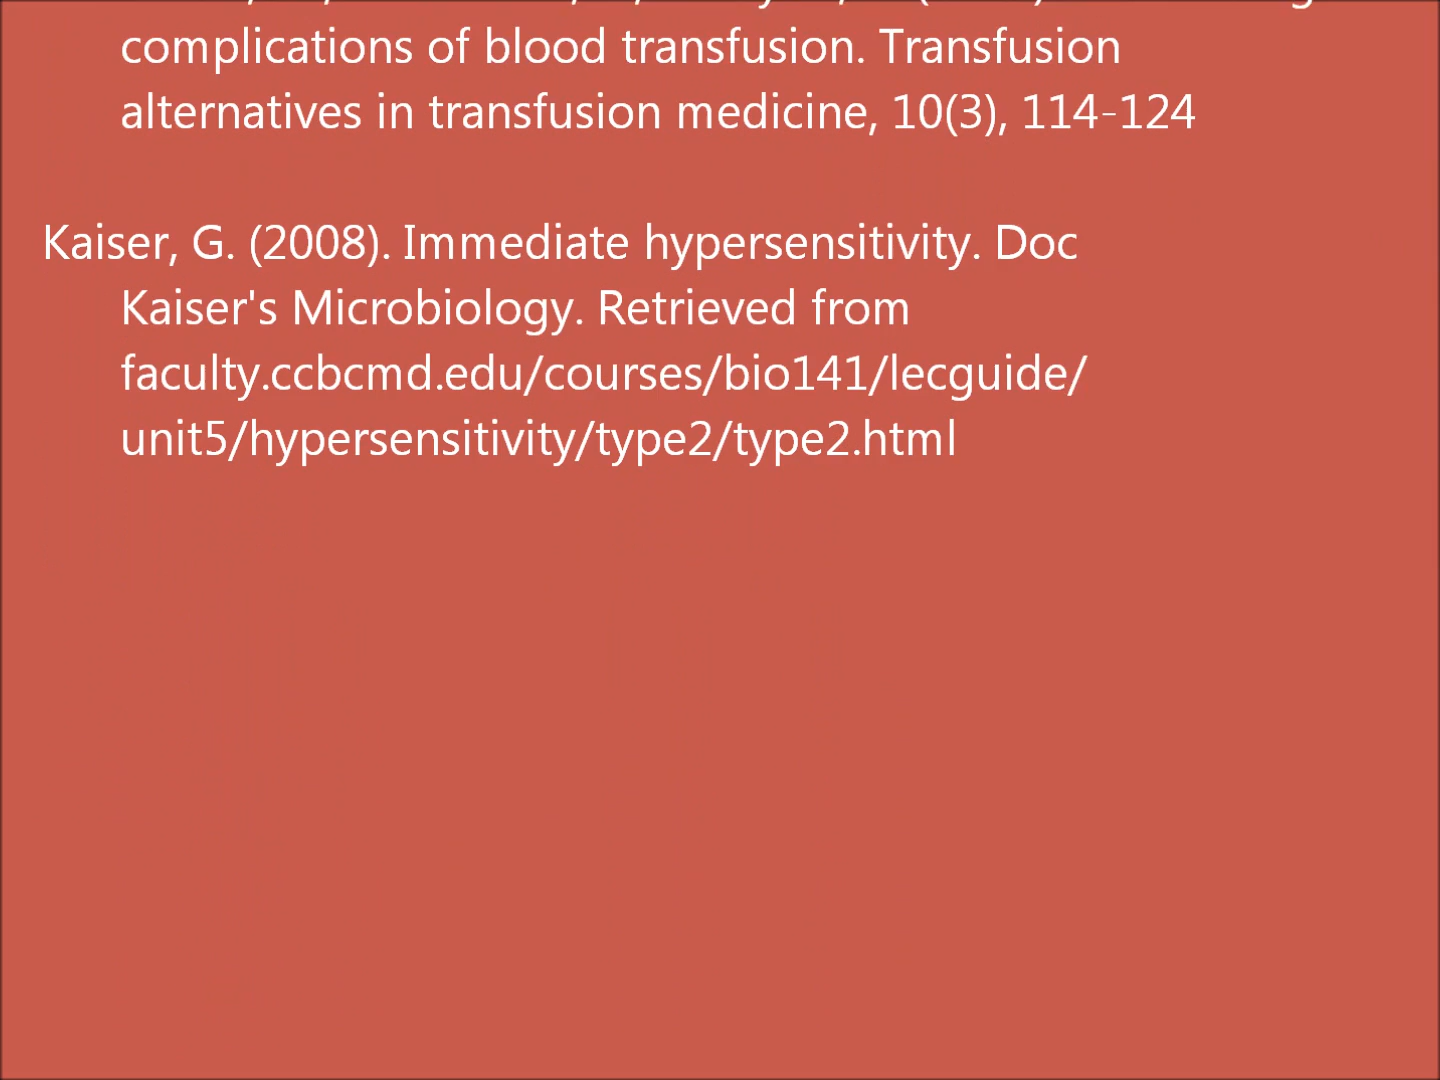 complications of blood transfusion. Transfusion
alternatives in transfusion medicine, 10(3), 114-124
Kaiser, G. (2008). Immediate hypersensitivity. Doc
Kaiser's Microbiology. Retrieved from
faculty.ccbcmd.edu/courses/bio141/lecguide/
unit5/hypersensitivity/type2/type2.html